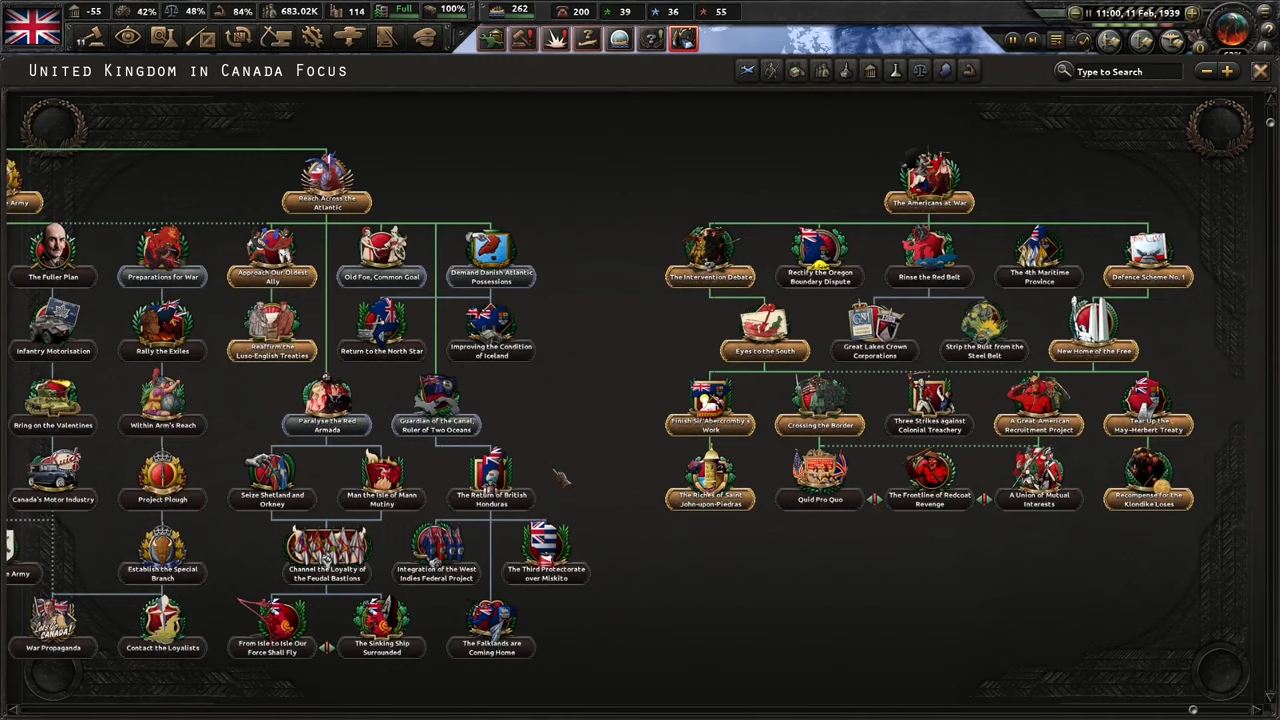 -55
42%
48%
84%
683.02K
114
Full
100%
262
200
39
36
55
11:00, 11 Feb, 1939
11
United Kingdom in Canada Focus
Type to Search
Army
Reach Across the
Atlantic
The Americans at War
The Fuller Plan
Preparations for War
Approach Our Oldest
Ally
Old Foe, Common Goal
Demand Danish Atlantic
Possessions
The Intervention Debate
Rectify the Oregon
Boundary Dispute
Rinse the Red Belt
The 4th Maritime
Province
Defence Scheme No. 1
Infantry Motorisation
Rally the Exiles
Reaffirm the
Luso-English Treaties
Return to the North Star
Improving the Condition
of Iceland
Eyes to the South
Great Lakes Crown
Corporations
Strip the Rust from the
Steel Belt
New Home of the Free
Bring on the Valentines
Within Arm's Reach
Paralyse the Red
Armada
Guardian of the Canal,
Ruler of Two Oceans
Finish Sir Abercromby's
Work
Crossing the Border
Three Strikes against
Colonial Treachery
A Great American
Recruitment Project
Tear Up the
Hay-Herbert Treaty
Canada's Motor Industry
Project Plough
Seize Shetland and
Orkney
Man the Isle of Mann
Mutiny
The Return of British
Honduras
The Riches of Saint
John-upon-Piedras
Quid Pro Quo
The Frontline of Redcoat
Revenge
A Union of Mutual
Interests
Recompense for the
Klondike Loses
e Army
Establish the Special
Branch
Channel the Loyalty of
the Feudal Bastions
Integration of the West
Indies Federal Project
The Third Protectorate
over Miskito
War Propaganda
Contact the Loyalists
From Isle to Isle Our
Force Shall Fly
The Sinking Ship
Surrounded
The Falklands are
Coming Home